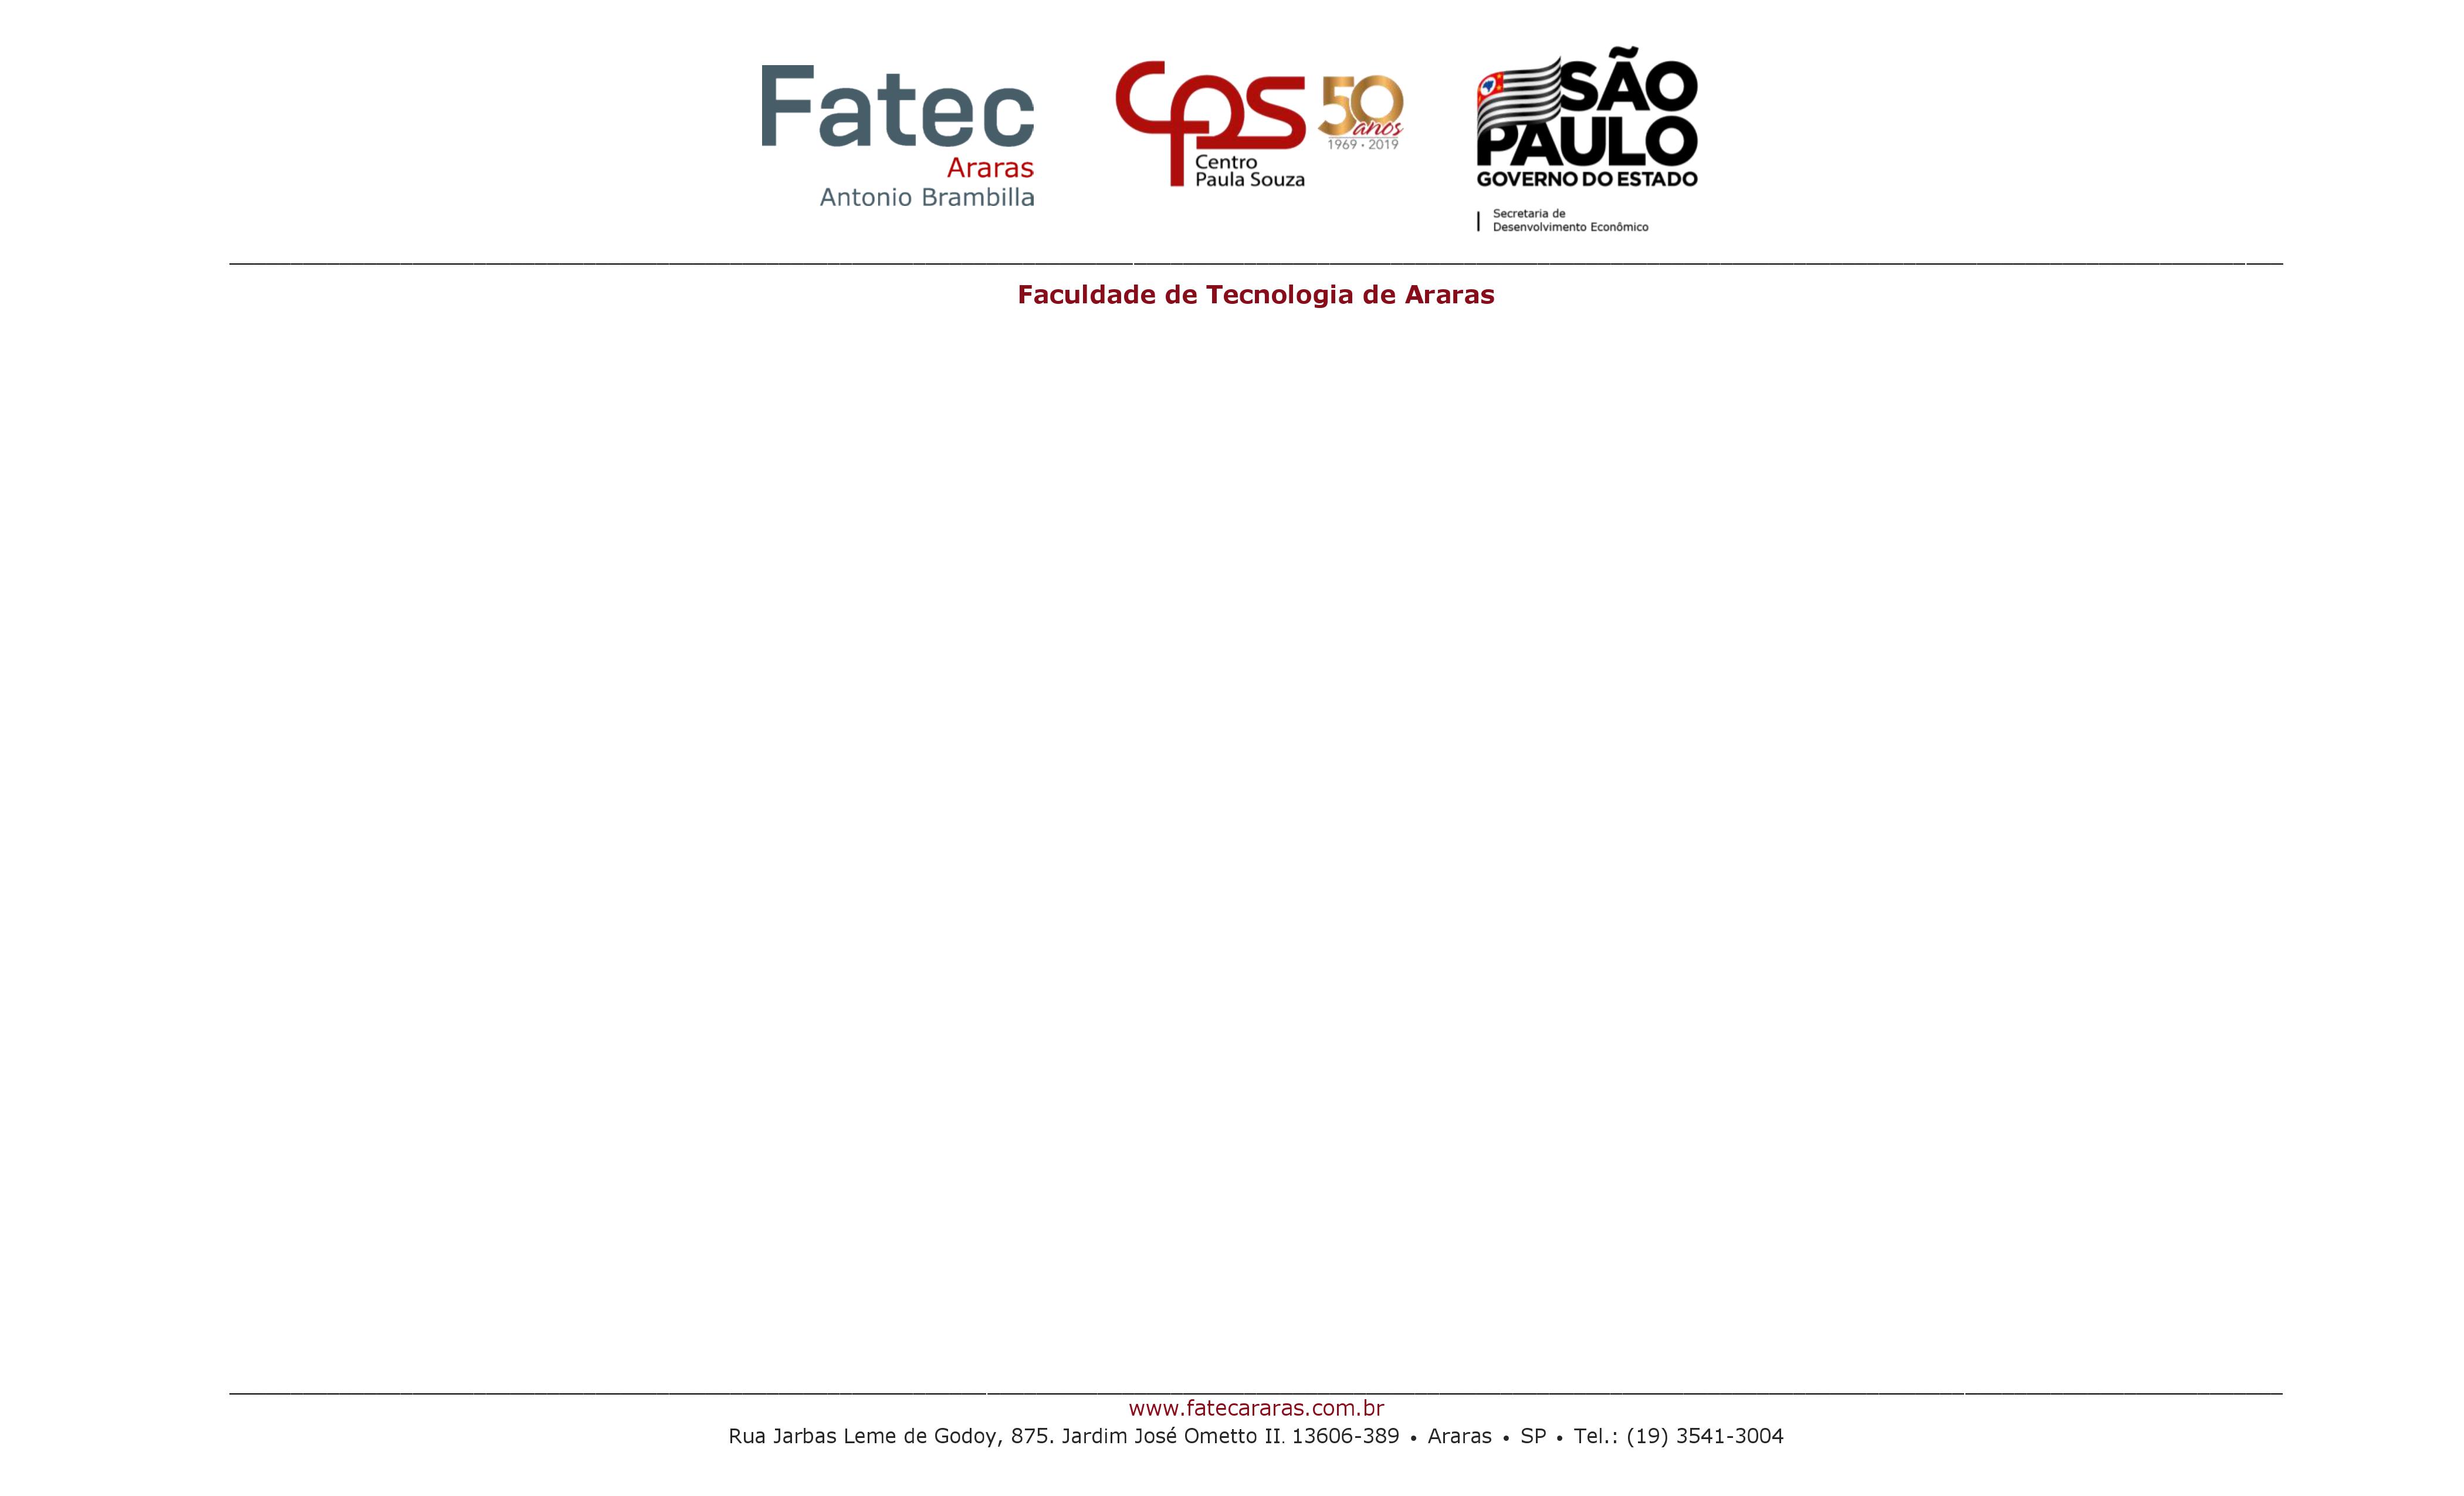 Fatec
Araras
Antonio Brambilla
cps
Centro
Paula Souza
50
anos
1969 • 2019
SÃO
PAULO
GOVERNO DO ESTADO
Secretaria de
Desenvolvimento Econômico
Faculdade de Tecnologia de Araras
www.fatecararas.com.br
Rua Jarbas Leme de Godoy, 875. Jardim José Ometto II. 13606-389 • Araras • SP • Tel.: (19) 3541-3004